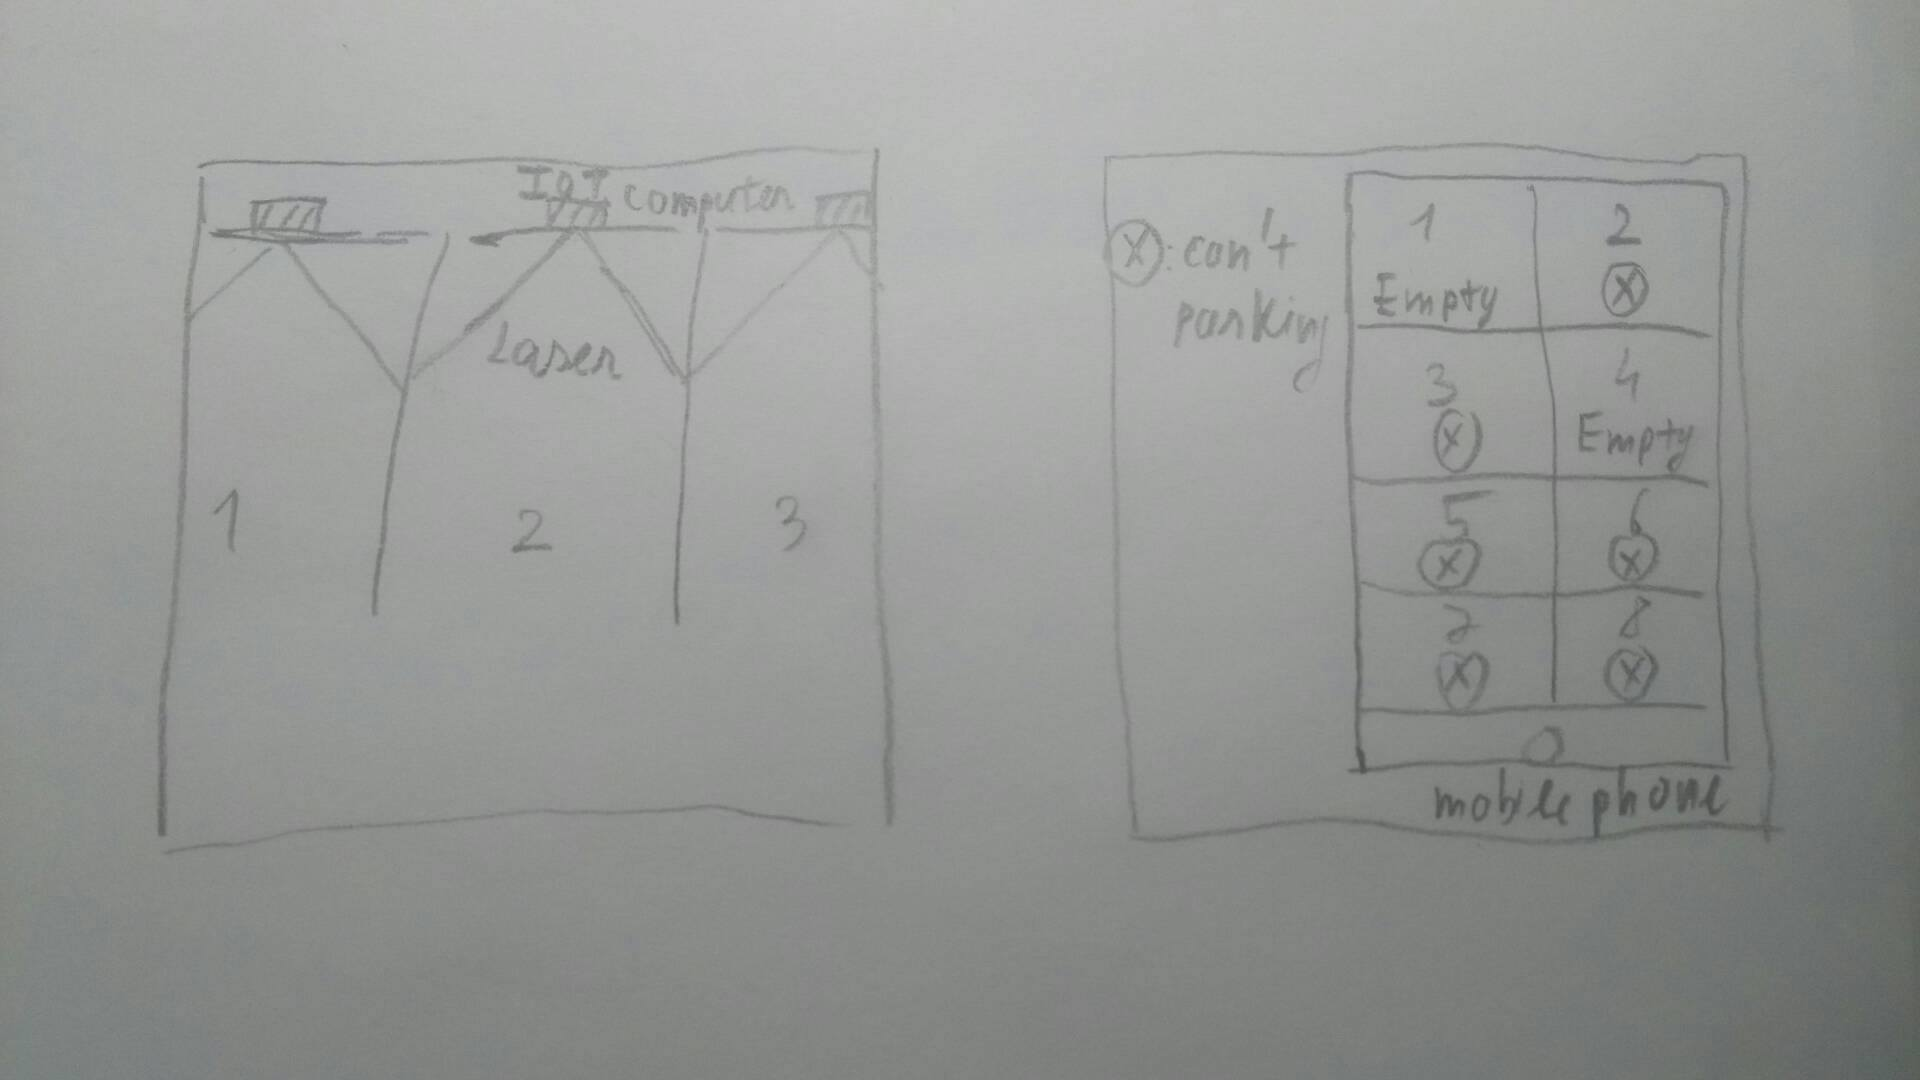 IoT computer
Laser
1 2 3
Ⓧ: can't
parking
1 2
Empty Ⓧ
3 4
Ⓧ Empty
5 6
Ⓧ Ⓧ
7 8
Ⓧ Ⓧ
mobile phone